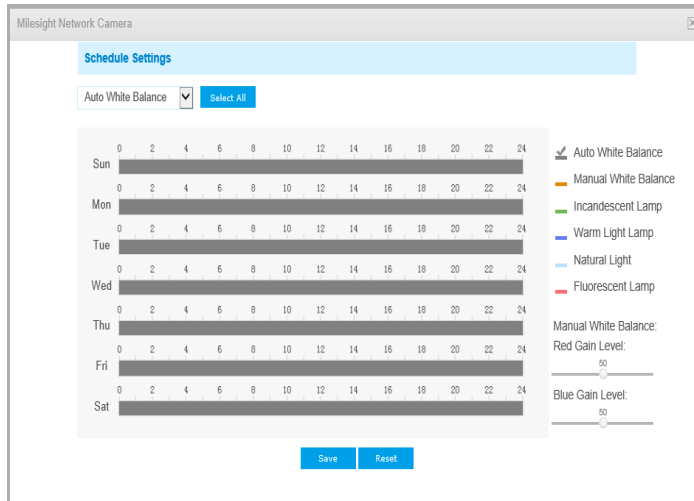 Milesight Network Camera
Schedule Settings
Auto White Balance Select All
0 2 4 6 8 10 12 14 16 18 20 22 24
Sun
0 2 4 6 8 10 12 14 16 18 20 22 24
Mon
0 2 4 6 8 10 12 14 16 18 20 22 24
Tue
0 2 4 6 8 10 12 14 16 18 20 22 24
Wed
0 2 4 6 8 10 12 14 16 18 20 22 24
Thu
0 2 4 6 8 10 12 14 16 18 20 22 24
Fri
0 2 4 6 8 10 12 14 16 18 20 22 24
Sat
Auto White Balance
Manual White Balance
Incandescent Lamp
Warm Light Lamp
Natural Light
Fluorescent Lamp
Manual White Balance:
Red Gain Level:
50
Blue Gain Level:
50
Save Reset